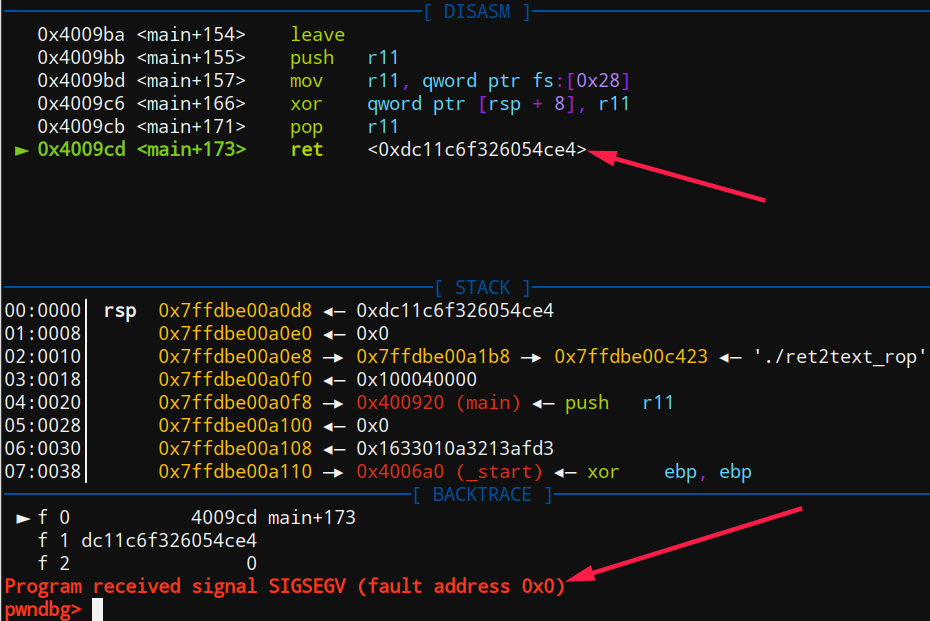 [ DISASM ]
0x4009ba <main+154> leave
0x4009bb <main+155> push r11
0x4009bd <main+157> mov r11, qword ptr fs:[0x28]
0x4009c6 <main+166> xor qword ptr [rsp + 8], r11
0x4009cb <main+171> pop r11
► 0x4009cd <main+173> ret <0xdc11c6f326054ce4>
[ STACK ]
00:0000│ rsp 0x7ffdbe00a0d8 ◄— 0xdc11c6f326054ce4
01:0008│ 0x7ffdbe00a0e0 ◄— 0x0
02:0010│ 0x7ffdbe00a0e8 —► 0x7ffdbe00a1b8 —► 0x7ffdbe00c423 ◄— './ret2text_rop'
03:0018│ 0x7ffdbe00a0f0 ◄— 0x100040000
04:0020│ 0x7ffdbe00a0f8 —► 0x400920 (main) ◄— push r11
05:0028│ 0x7ffdbe00a100 ◄— 0x0
06:0030│ 0x7ffdbe00a108 ◄— 0x1633010a3213afd3
07:0038│ 0x7ffdbe00a110 —► 0x4006a0 (_start) ◄— xor ebp, ebp
[ BACKTRACE ]
► f 0 4009cd main+173
f 1 dc11c6f326054ce4
f 2 0
Program received signal SIGSEGV (fault address 0x0)
pwndbg>